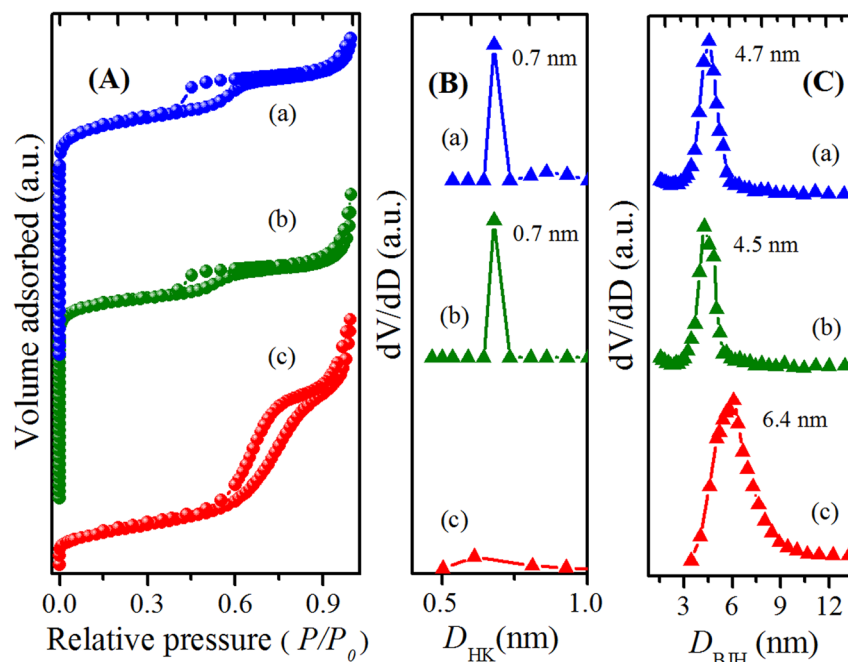 (A)
(a)
(b)
(c)
Volume adsorbed (a.u.)
0.0 0.3 0.6 0.9
Relative pressure ( P/P₀ )
(B)
0.7 nm
(a)
0.7 nm
(b)
(c)
dV/dD (a.u.)
0.5 1.0
D_HK(nm)
4.7 nm
(C)
(a)
4.5 nm
(b)
6.4 nm
(c)
dV/dD (a.u.)
3 6 9 12
D_BJH(nm)